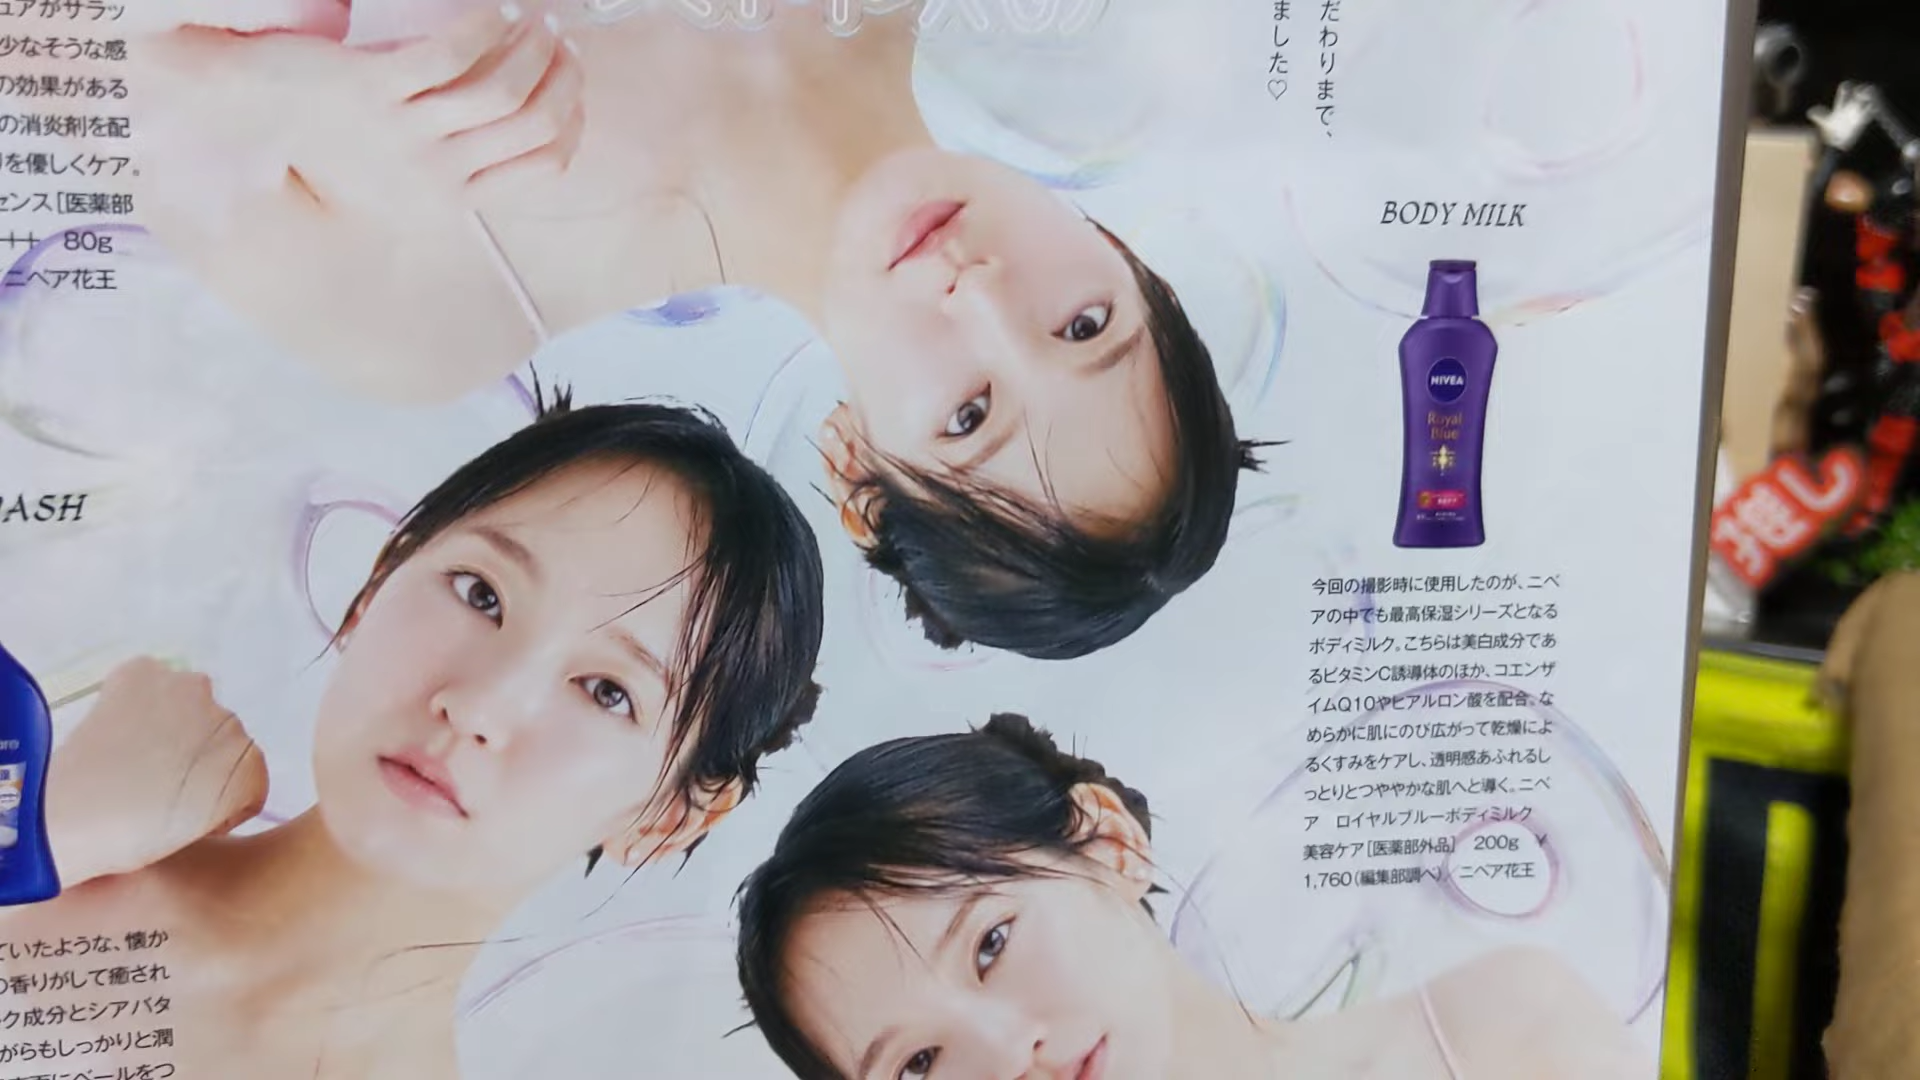 ュアがサラッ
少なそうな感
の効果がある
の消炎剤を配
を優しくケア。
センス[医薬部
++ 80g
ニベア花王
ASH
ていたような、懐か
の香りがして癒され
ク成分とシアバタ
がらもしっかりと潤
にベールをつ
だわりまで、
ました♡
BODY MILK
NIVEA
Royal
Blue
今回の撮影時に使用したのが、ニベ
アの中でも最高保湿シリーズとなる
ボディミルク。こちらは美白成分であ
るビタミンC誘導体のほか、コエンザ
イムQ10やヒアルロン酸を配合。な
めらかに肌にのび広がって乾燥によ
るくすみをケアし、透明感あふれるし
っとりとつややかな肌へと導く。ニベ
ア ロイヤルブルーボディミルク
美容ケア[医薬部外品] 200g ¥
1,760(編集部調べ)/ニベア花王
推し